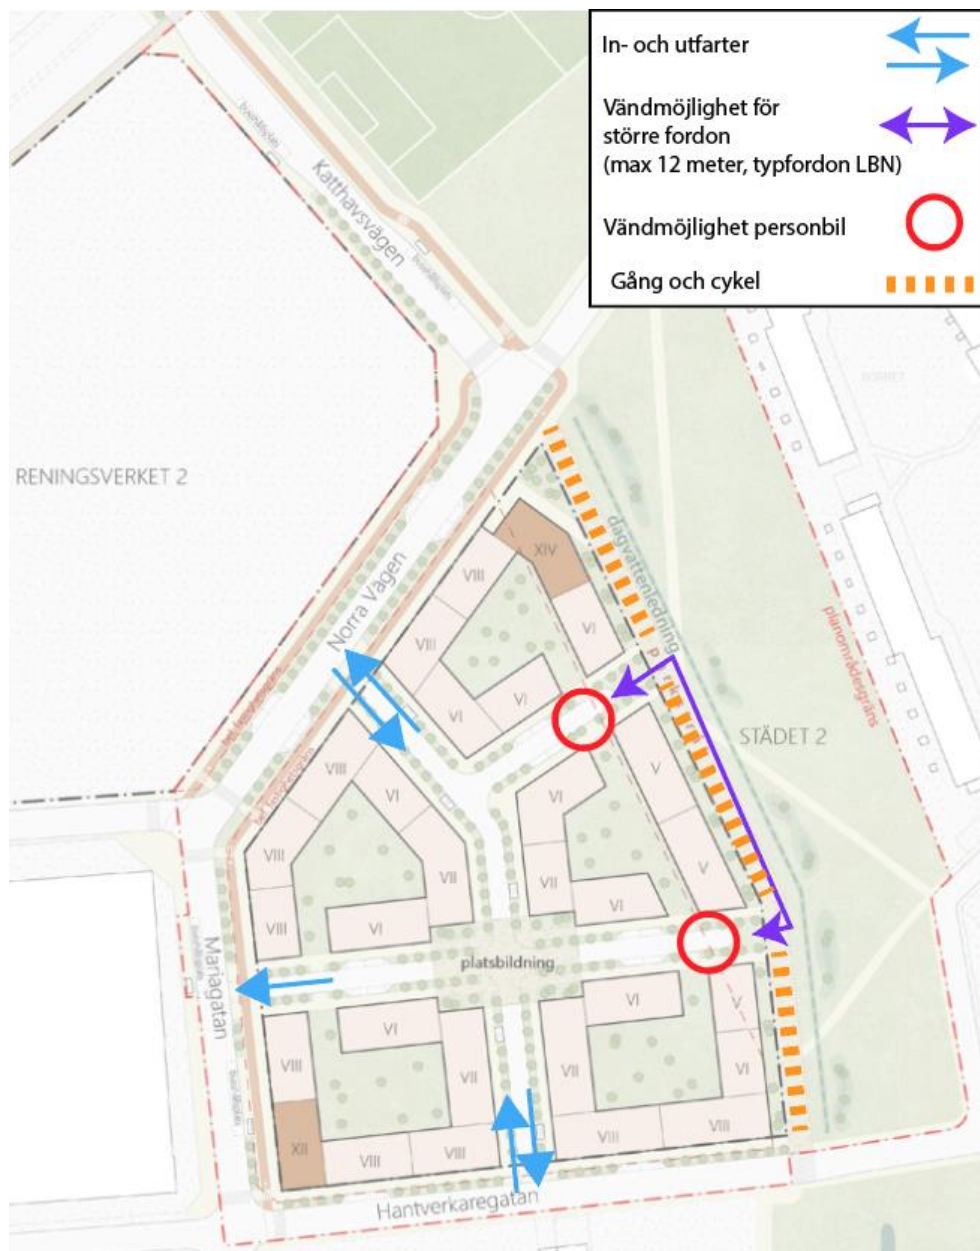 In- och utfarter
Vändmöjlighet för
större fordon
(max 12 meter, typfordon LBN)
Vändmöjlighet personbil
Gång och cykel
Katthavsvägen
RENINGSVERKET 2
Norra Vägen
dagvattenledning
planområdesgräns
STÄDET 2
XIV
VIII
VI
VIII
VI
VI
VIII
VI
V
VI
VIII
VII
VII
V
VIII
VI
VI
platsbildning
Mariagatan
VI
VI
V
VIII
VII
VII
VI
XII
VIII
VIII
VIII
VIII
Hantverkaregatan